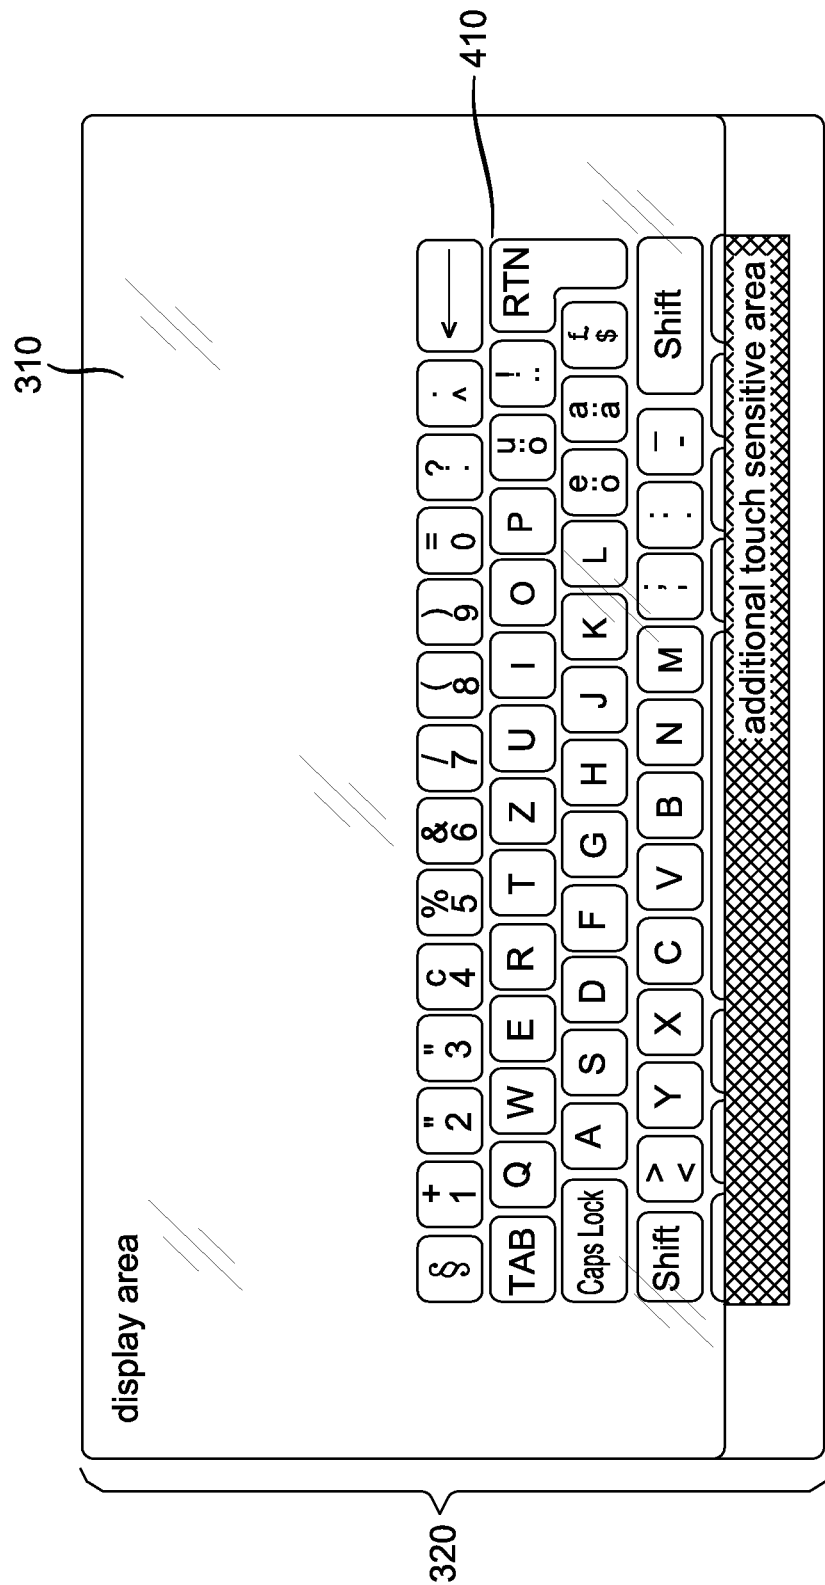 310
410
display area
320
§ + 1 " 2 " 3 c 4 % 5 & 6 / 7 ( 8 ) 9 = 0 ? . · ^ ←
TAB Q W E R T Z U I O P ü ö ! ¨ RTN
Caps Lock A S D F G H J K L e ö a ä £ $
Shift > < Y X C V B N M ; , : . _ - Shift
additional touch sensitive area